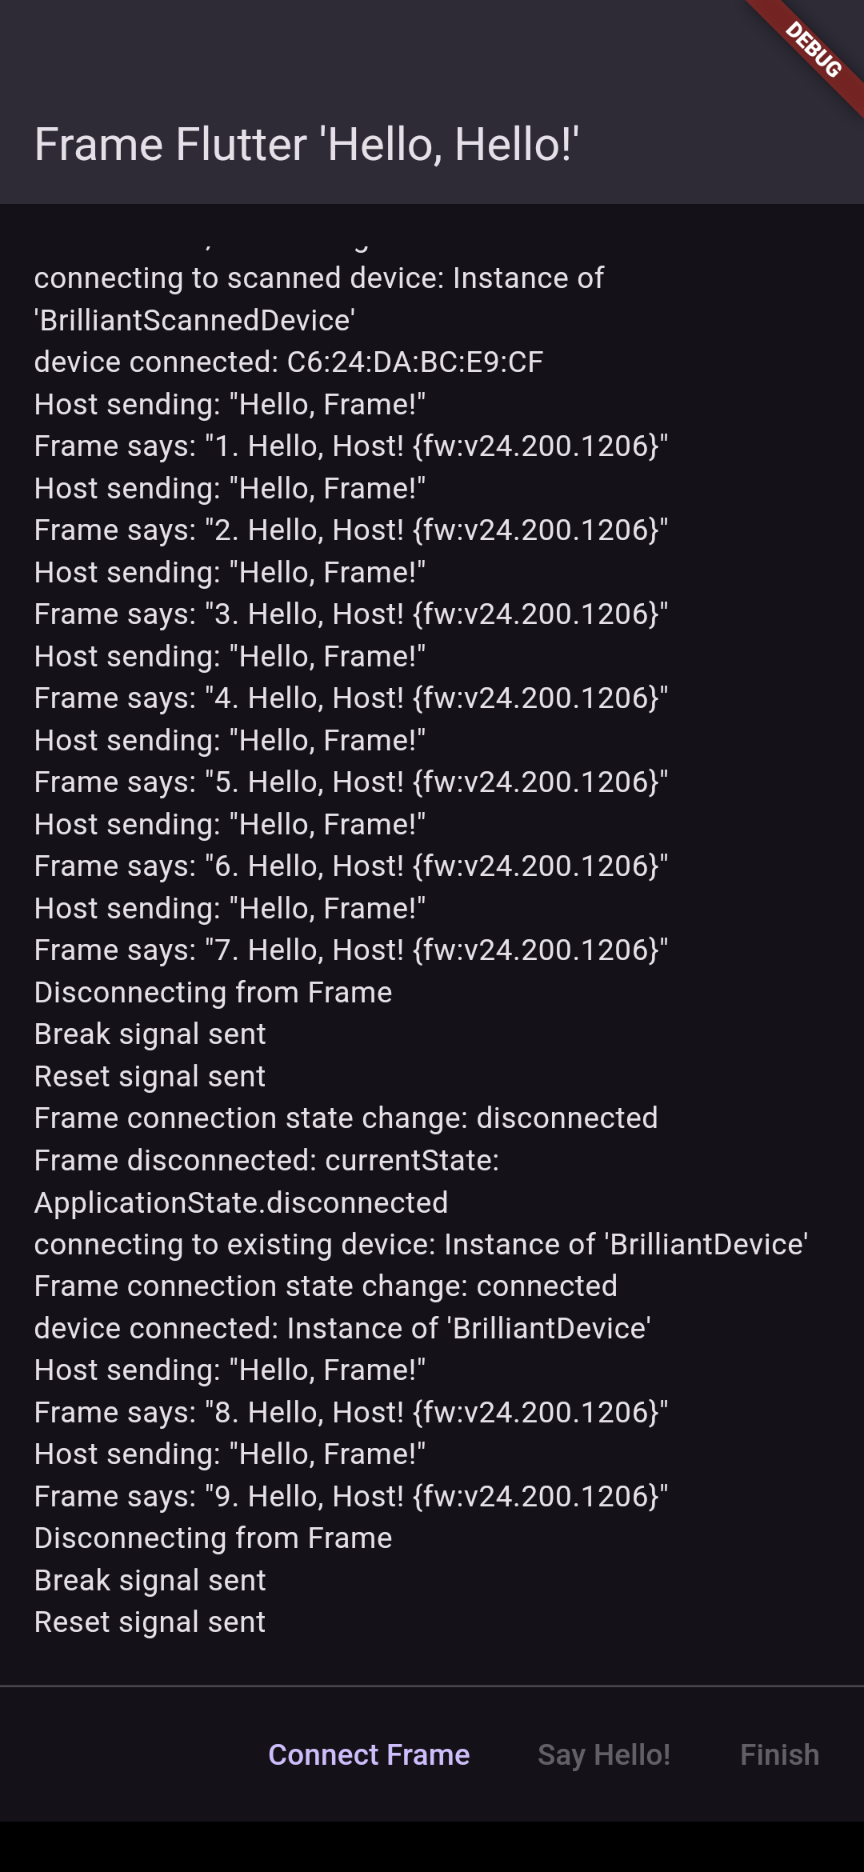 DEBUG
Frame Flutter 'Hello, Hello!'
connecting to scanned device: Instance of
'BrilliantScannedDevice'
device connected: C6:24:DA:BC:E9:CF
Host sending: "Hello, Frame!"
Frame says: "1. Hello, Host! {fw:v24.200.1206}"
Host sending: "Hello, Frame!"
Frame says: "2. Hello, Host! {fw:v24.200.1206}"
Host sending: "Hello, Frame!"
Frame says: "3. Hello, Host! {fw:v24.200.1206}"
Host sending: "Hello, Frame!"
Frame says: "4. Hello, Host! {fw:v24.200.1206}"
Host sending: "Hello, Frame!"
Frame says: "5. Hello, Host! {fw:v24.200.1206}"
Host sending: "Hello, Frame!"
Frame says: "6. Hello, Host! {fw:v24.200.1206}"
Host sending: "Hello, Frame!"
Frame says: "7. Hello, Host! {fw:v24.200.1206}"
Disconnecting from Frame
Break signal sent
Reset signal sent
Frame connection state change: disconnected
Frame disconnected: currentState:
ApplicationState.disconnected
connecting to existing device: Instance of 'BrilliantDevice'
Frame connection state change: connected
device connected: Instance of 'BrilliantDevice'
Host sending: "Hello, Frame!"
Frame says: "8. Hello, Host! {fw:v24.200.1206}"
Host sending: "Hello, Frame!"
Frame says: "9. Hello, Host! {fw:v24.200.1206}"
Disconnecting from Frame
Break signal sent
Reset signal sent
Connect Frame Say Hello! Finish